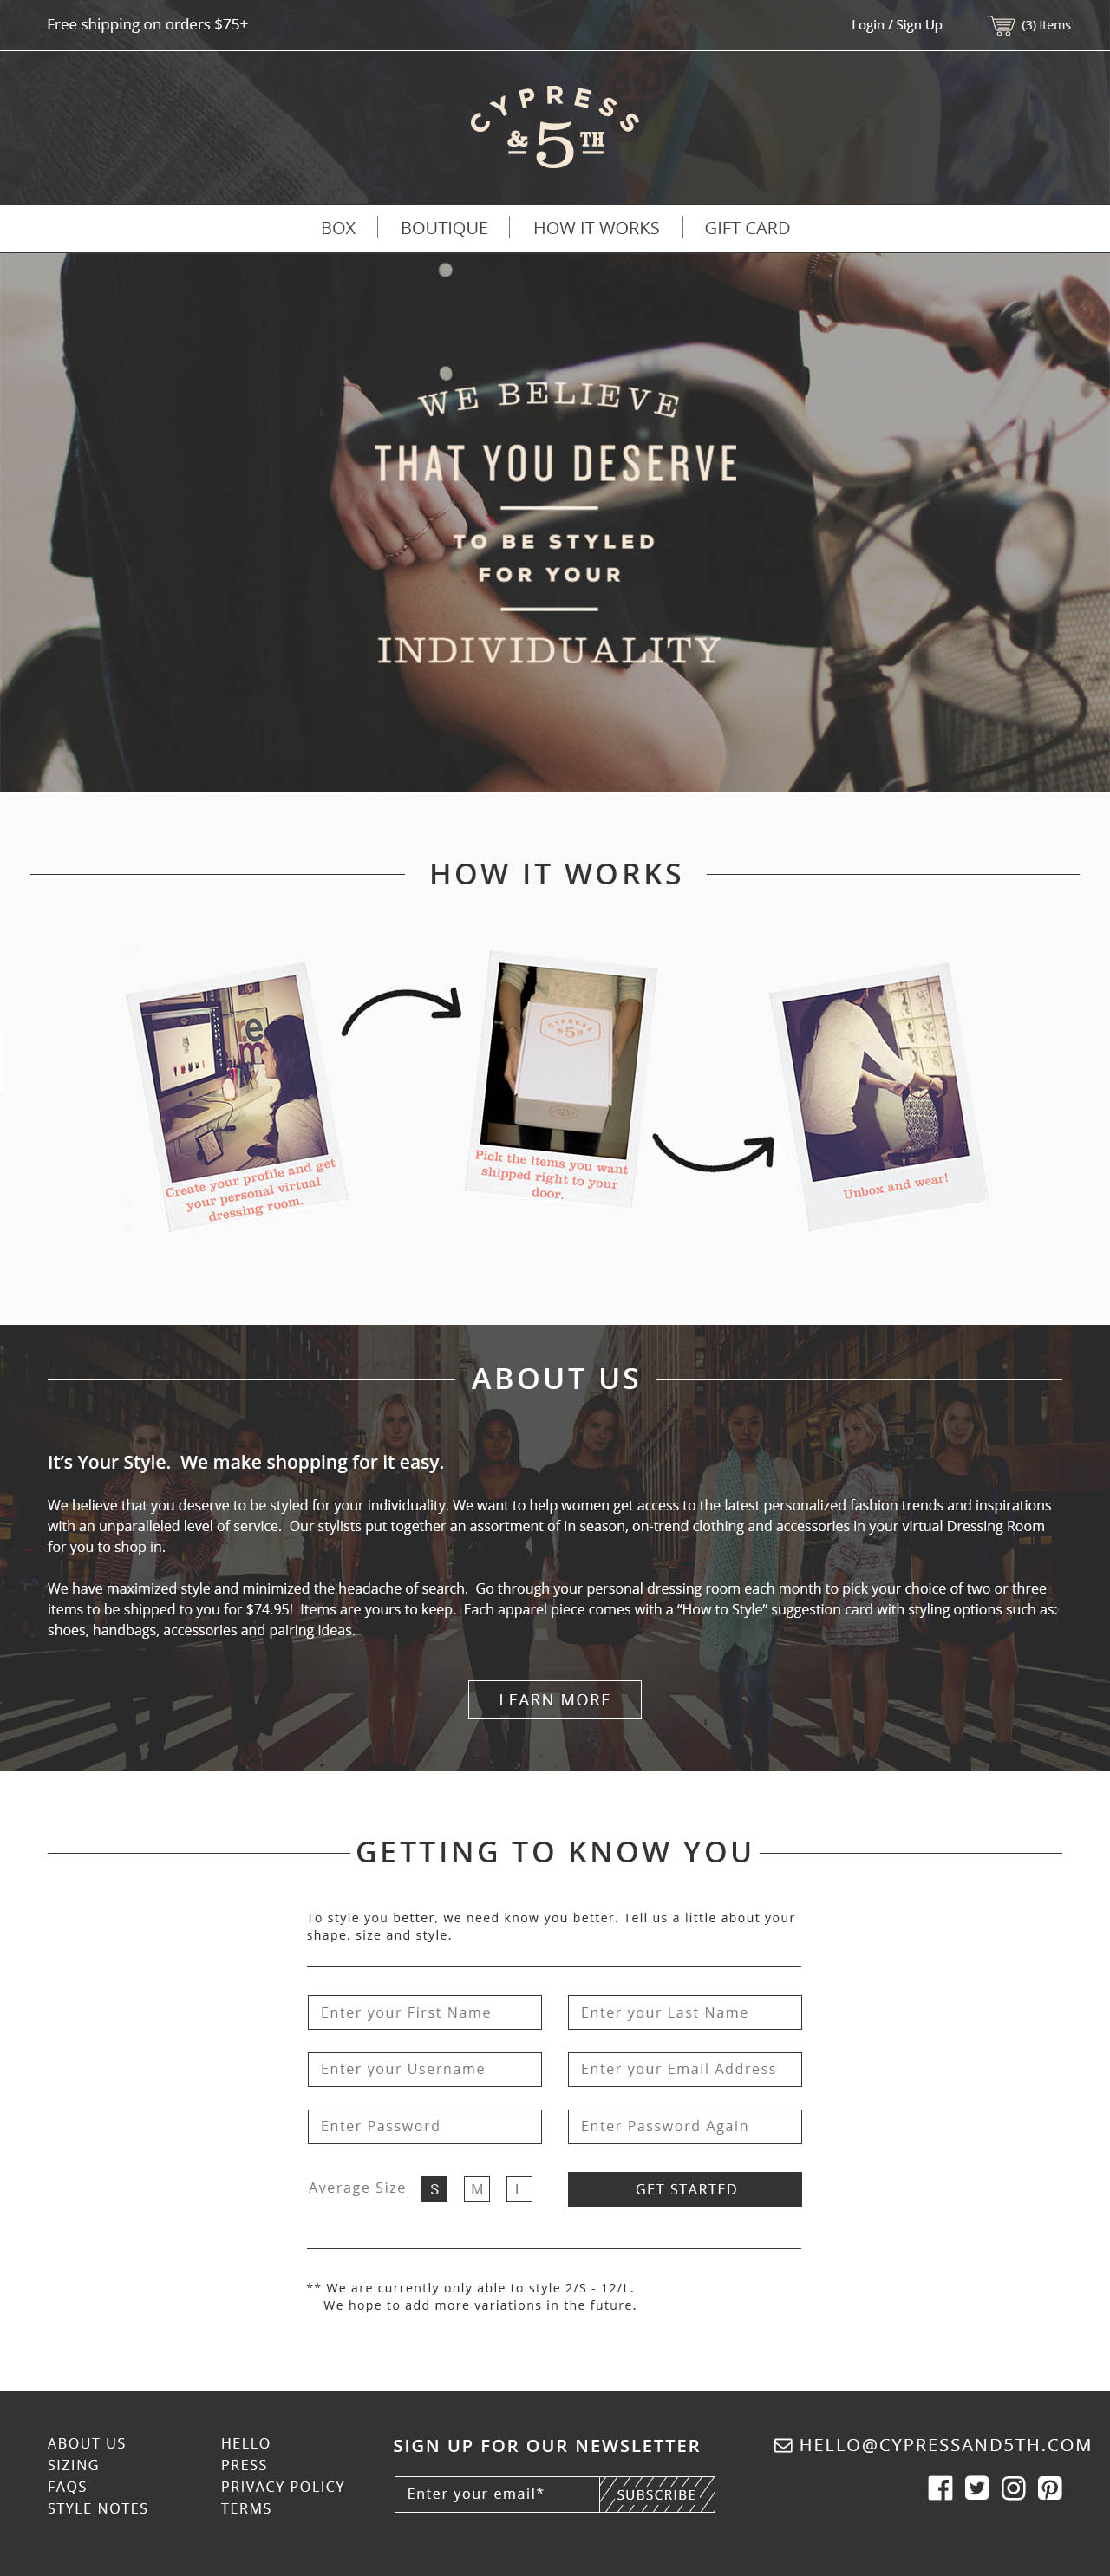 Free shipping on orders $75+
Login / Sign Up
(3) Items
CYPRESS
& 5TH
BOX
BOUTIQUE
HOW IT WORKS
GIFT CARD
WE BELIEVE
THAT YOU DESERVE
TO BE STYLED
FOR YOUR
INDIVIDUALITY
HOW IT WORKS
Create your profile and get
your personal virtual
dressing room.
CYPRESS
& 5TH
Pick the items you want
shipped right to your
door.
Unbox and wear!
ABOUT US
It’s Your Style.  We make shopping for it easy.
We believe that you deserve to be styled for your individuality. We want to help women get access to the latest personalized fashion trends and inspirations
with an unparalleled level of service.  Our stylists put together an assortment of in season, on-trend clothing and accessories in your virtual Dressing Room
for you to shop in.
We have maximized style and minimized the headache of search.  Go through your personal dressing room each month to pick your choice of two or three
items to be shipped to you for $74.95!  Items are yours to keep.  Each apparel piece comes with a “How to Style” suggestion card with styling options such as:
shoes, handbags, accessories and pairing ideas.
LEARN MORE
GETTING TO KNOW YOU
To style you better, we need know you better. Tell us a little about your
shape, size and style.
Enter your First Name
Enter your Last Name
Enter your Username
Enter your Email Address
Enter Password
Enter Password Again
Average Size
S
M
L
GET STARTED
** We are currently only able to style 2/S - 12/L.
We hope to add more variations in the future.
ABOUT US
SIZING
FAQS
STYLE NOTES
HELLO
PRESS
PRIVACY POLICY
TERMS
SIGN UP FOR OUR NEWSLETTER
Enter your email*
SUBSCRIBE
HELLO@CYPRESSAND5TH.COM